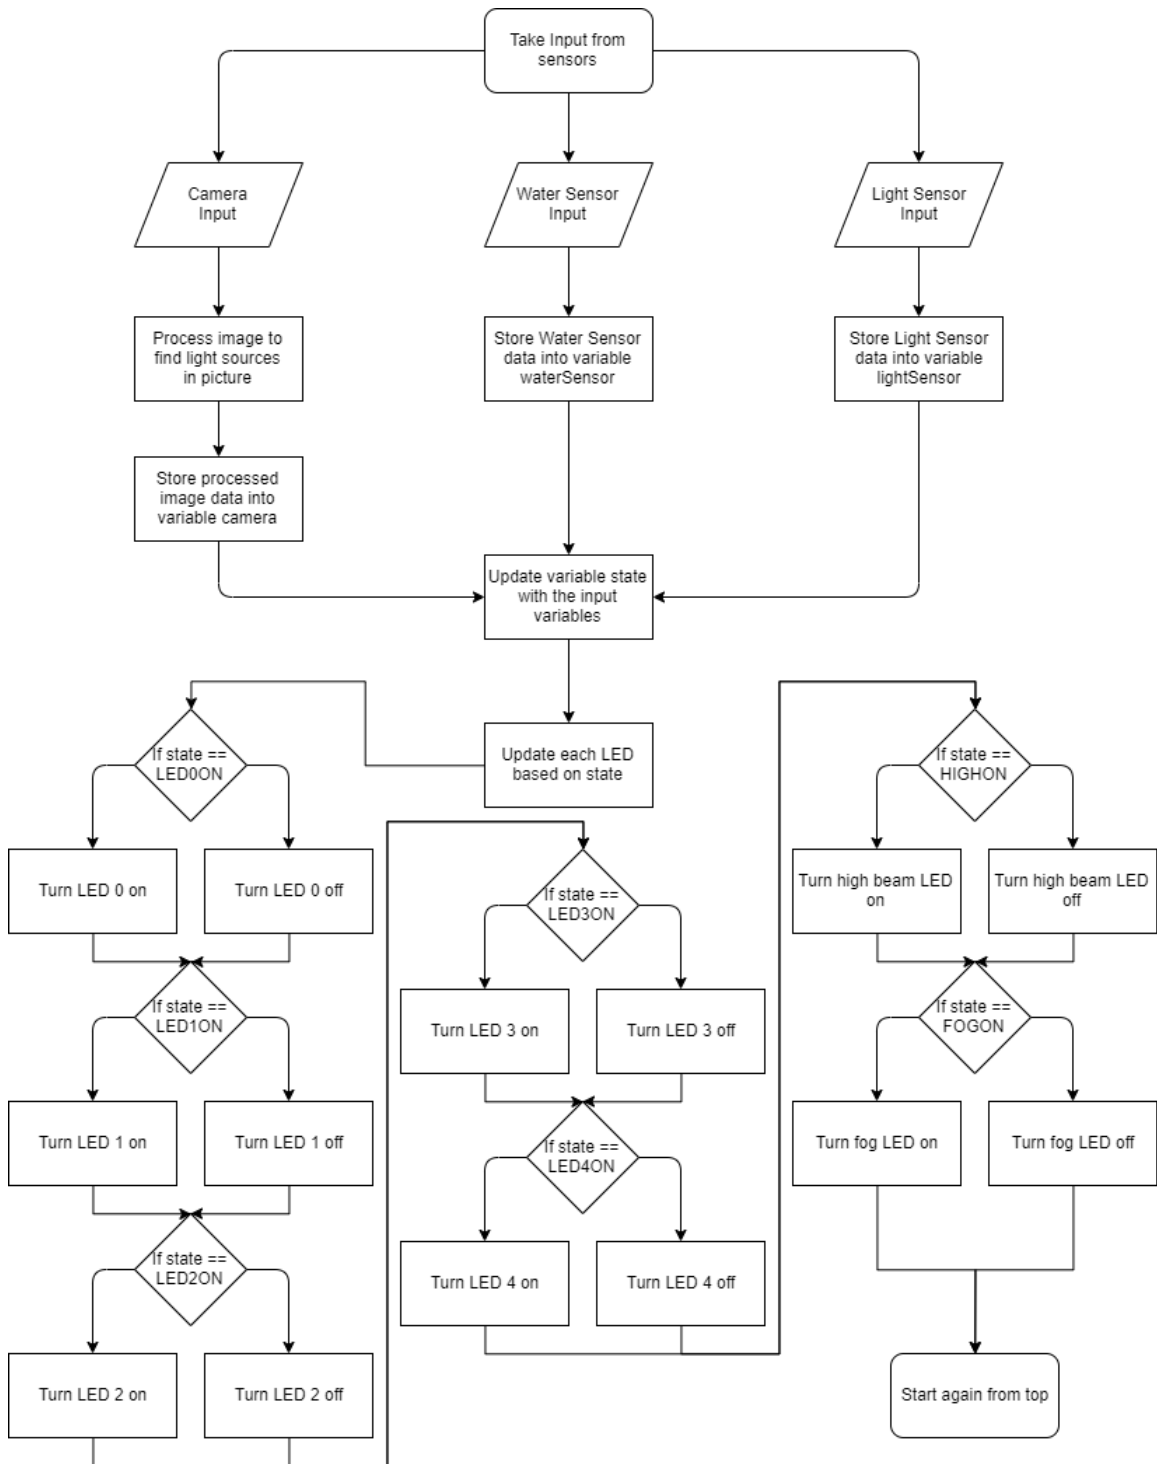 Take Input from
sensors
Camera
Input
Water Sensor
Input
Light Sensor
Input
Process image to
find light sources
in picture
Store Water Sensor
data into variable
waterSensor
Store Light Sensor
data into variable
lightSensor
Store processed
image data into
variable camera
Update variable state
with the input
variables
Update each LED
based on state
If state ==
LED0ON
Turn LED 0 on
Turn LED 0 off
If state ==
LED1ON
Turn LED 1 on
Turn LED 1 off
If state ==
LED2ON
Turn LED 2 on
Turn LED 2 off
If state ==
LED3ON
Turn LED 3 on
Turn LED 3 off
If state ==
LED4ON
Turn LED 4 on
Turn LED 4 off
If state ==
HIGHON
Turn high beam LED
on
Turn high beam LED
off
If state ==
FOGON
Turn fog LED on
Turn fog LED off
Start again from top